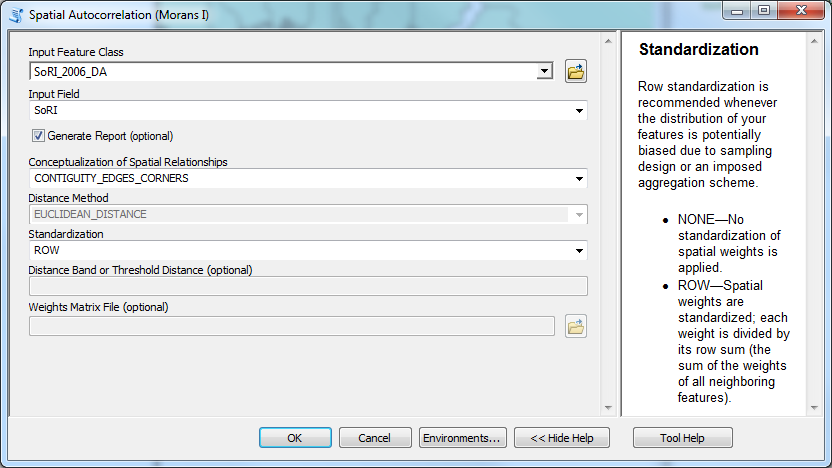 Spatial Autocorrelation (Morans I)
Input Feature Class
SoRI_2006_DA
Input Field
SoRI
Generate Report (optional)
Conceptualization of Spatial Relationships
CONTIGUITY_EDGES_CORNERS
Distance Method
EUCLIDEAN_DISTANCE
Standardization
ROW
Distance Band or Threshold Distance (optional)
Weights Matrix File (optional)
OK
Cancel
Environments...
<< Hide Help
Standardization
Row standardization is
recommended whenever
the distribution of your
features is potentially
biased due to sampling
design or an imposed
aggregation scheme.
• NONE—No
standardization of
spatial weights is
applied.
• ROW—Spatial
weights are
standardized; each
weight is divided by
its row sum (the
sum of the weights
of all neighboring
features).
Tool Help